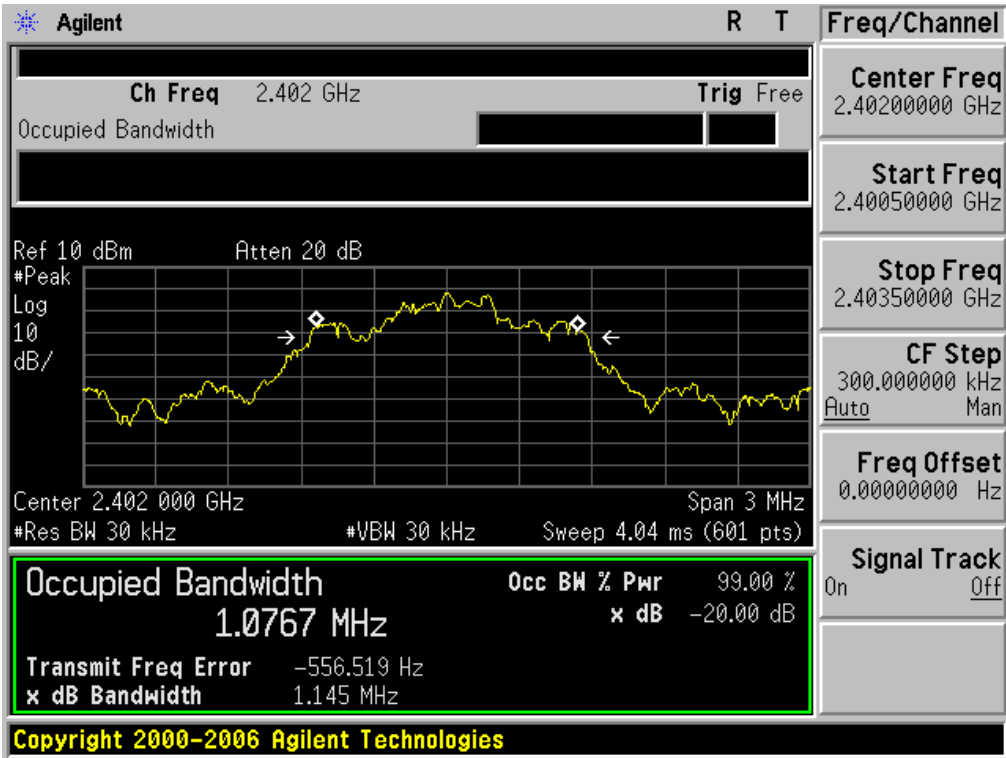 Agilent R T Freq/Channel
Ch Freq 2.402 GHz Trig Free
Occupied Bandwidth
Center Freq
2.40200000 GHz
Start Freq
2.40050000 GHz
Stop Freq
2.40350000 GHz
CF Step
300.000000 kHz
Auto Man
Freq Offset
0.00000000 Hz
Signal Track
On Off
Ref 10 dBm Atten 20 dB
#Peak
Log
10
dB/
Center 2.402 000 GHz Span 3 MHz
#Res BW 30 kHz #VBW 30 kHz Sweep 4.04 ms (601 pts)
Occupied Bandwidth
1.0767 MHz
Occ BW % Pwr 99.00 %
x dB -20.00 dB
Transmit Freq Error -556.519 Hz
x dB Bandwidth 1.145 MHz
Copyright 2000-2006 Agilent Technologies